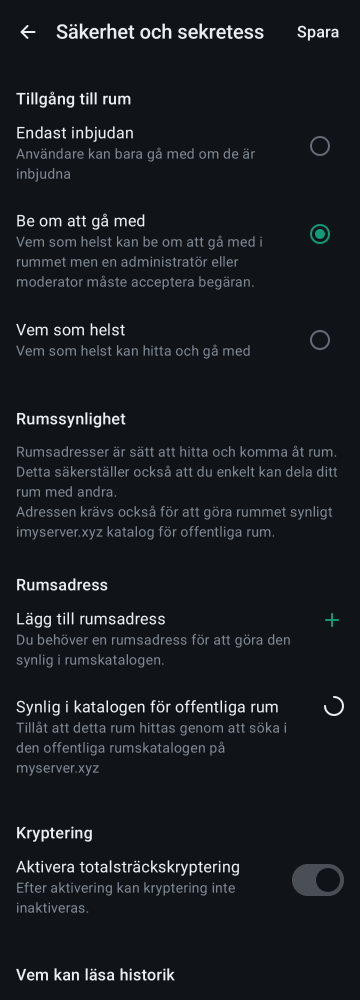 Säkerhet och sekretess
Spara
Tillgång till rum
Endast inbjudan
Användare kan bara gå med om de är
inbjudna
Be om att gå med
Vem som helst kan be om att gå med i
rummet men en administratör eller
moderator måste acceptera begäran.
Vem som helst
Vem som helst kan hitta och gå med
Rumssynlighet
Rumsadresser är sätt att hitta och komma åt rum.
Detta säkerställer också att du enkelt kan dela ditt
rum med andra.
Adressen krävs också för att göra rummet synligt
imyserver.xyz katalog för offentliga rum.
Rumsadress
Lägg till rumsadress
Du behöver en rumsadress för att göra den
synlig i rumskatalogen.
Synlig i katalogen för offentliga rum
Tillåt att detta rum hittas genom att söka i
den offentliga rumskatalogen på
myserver.xyz
Kryptering
Aktivera totalsträckskryptering
Efter aktivering kan kryptering inte
inaktiveras.
Vem kan läsa historik